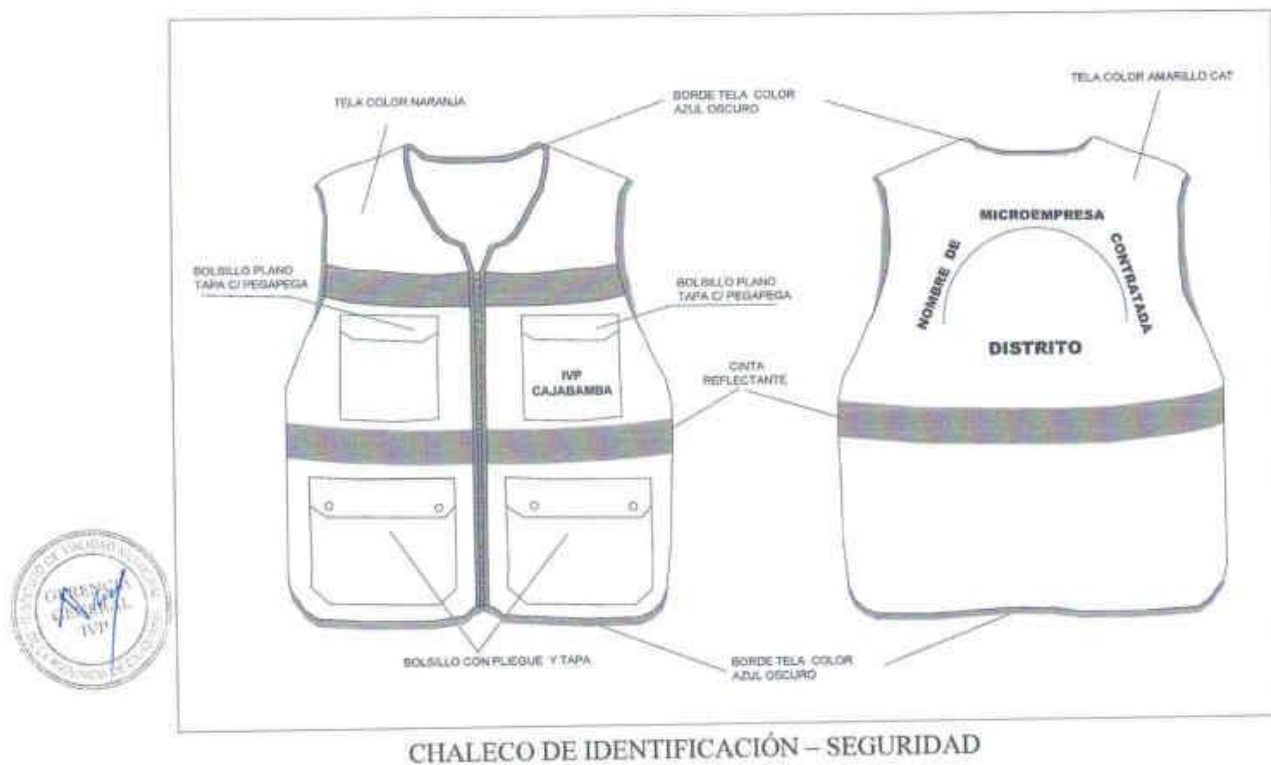 TELA COLOR NARANJA
BORDE TELA COLOR
AZUL OSCURO
TELA COLOR AMARILLO CAT
BOLSILLO PLANO
TAPA C/ PEGAPEGA
BOLSILLO PLANO
TAPA C/ PEGAPEGA
NOMBRE DE MICROEMPRESA CONTRATADA
DISTRITO
IVP
CAJABAMBA
CINTA
REFLECTANTE
GERENCIA
GENERAL
IVP
BOLSILLO CON PLIEGUE Y TAPA
BORDE TELA COLOR
AZUL OSCURO
CHALECO DE IDENTIFICACIÓN – SEGURIDAD